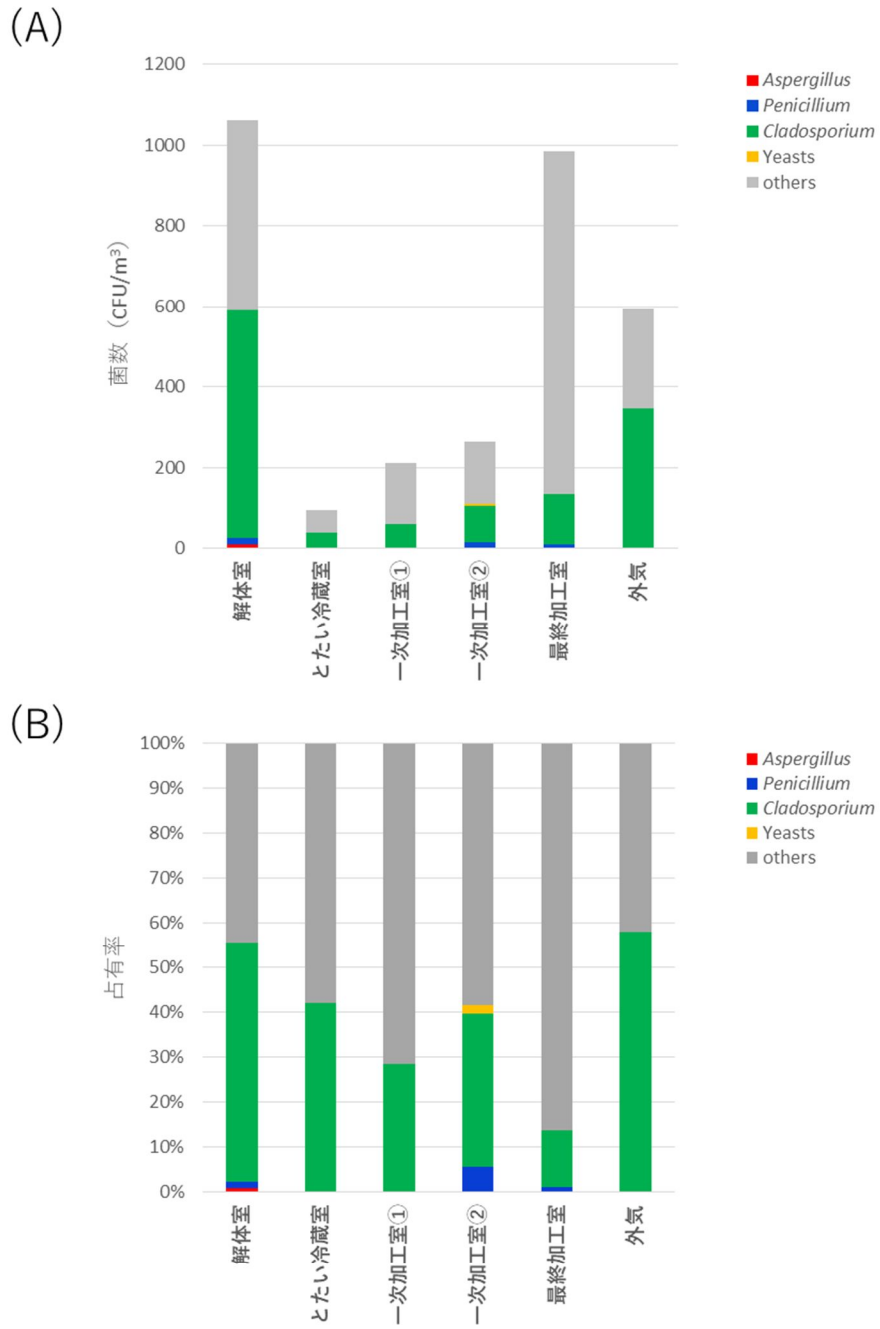 (A)
1200
1000
800
600
400
200
0
菌数（CFU/m³）
解体室
とたい冷蔵室
一次加工室①
一次加工室②
最終加工室
外気
Aspergillus
Penicillium
Cladosporium
Yeasts
others
(B)
100%
90%
80%
70%
60%
50%
40%
30%
20%
10%
0%
占有率
解体室
とたい冷蔵室
一次加工室①
一次加工室②
最終加工室
外気
Aspergillus
Penicillium
Cladosporium
Yeasts
others